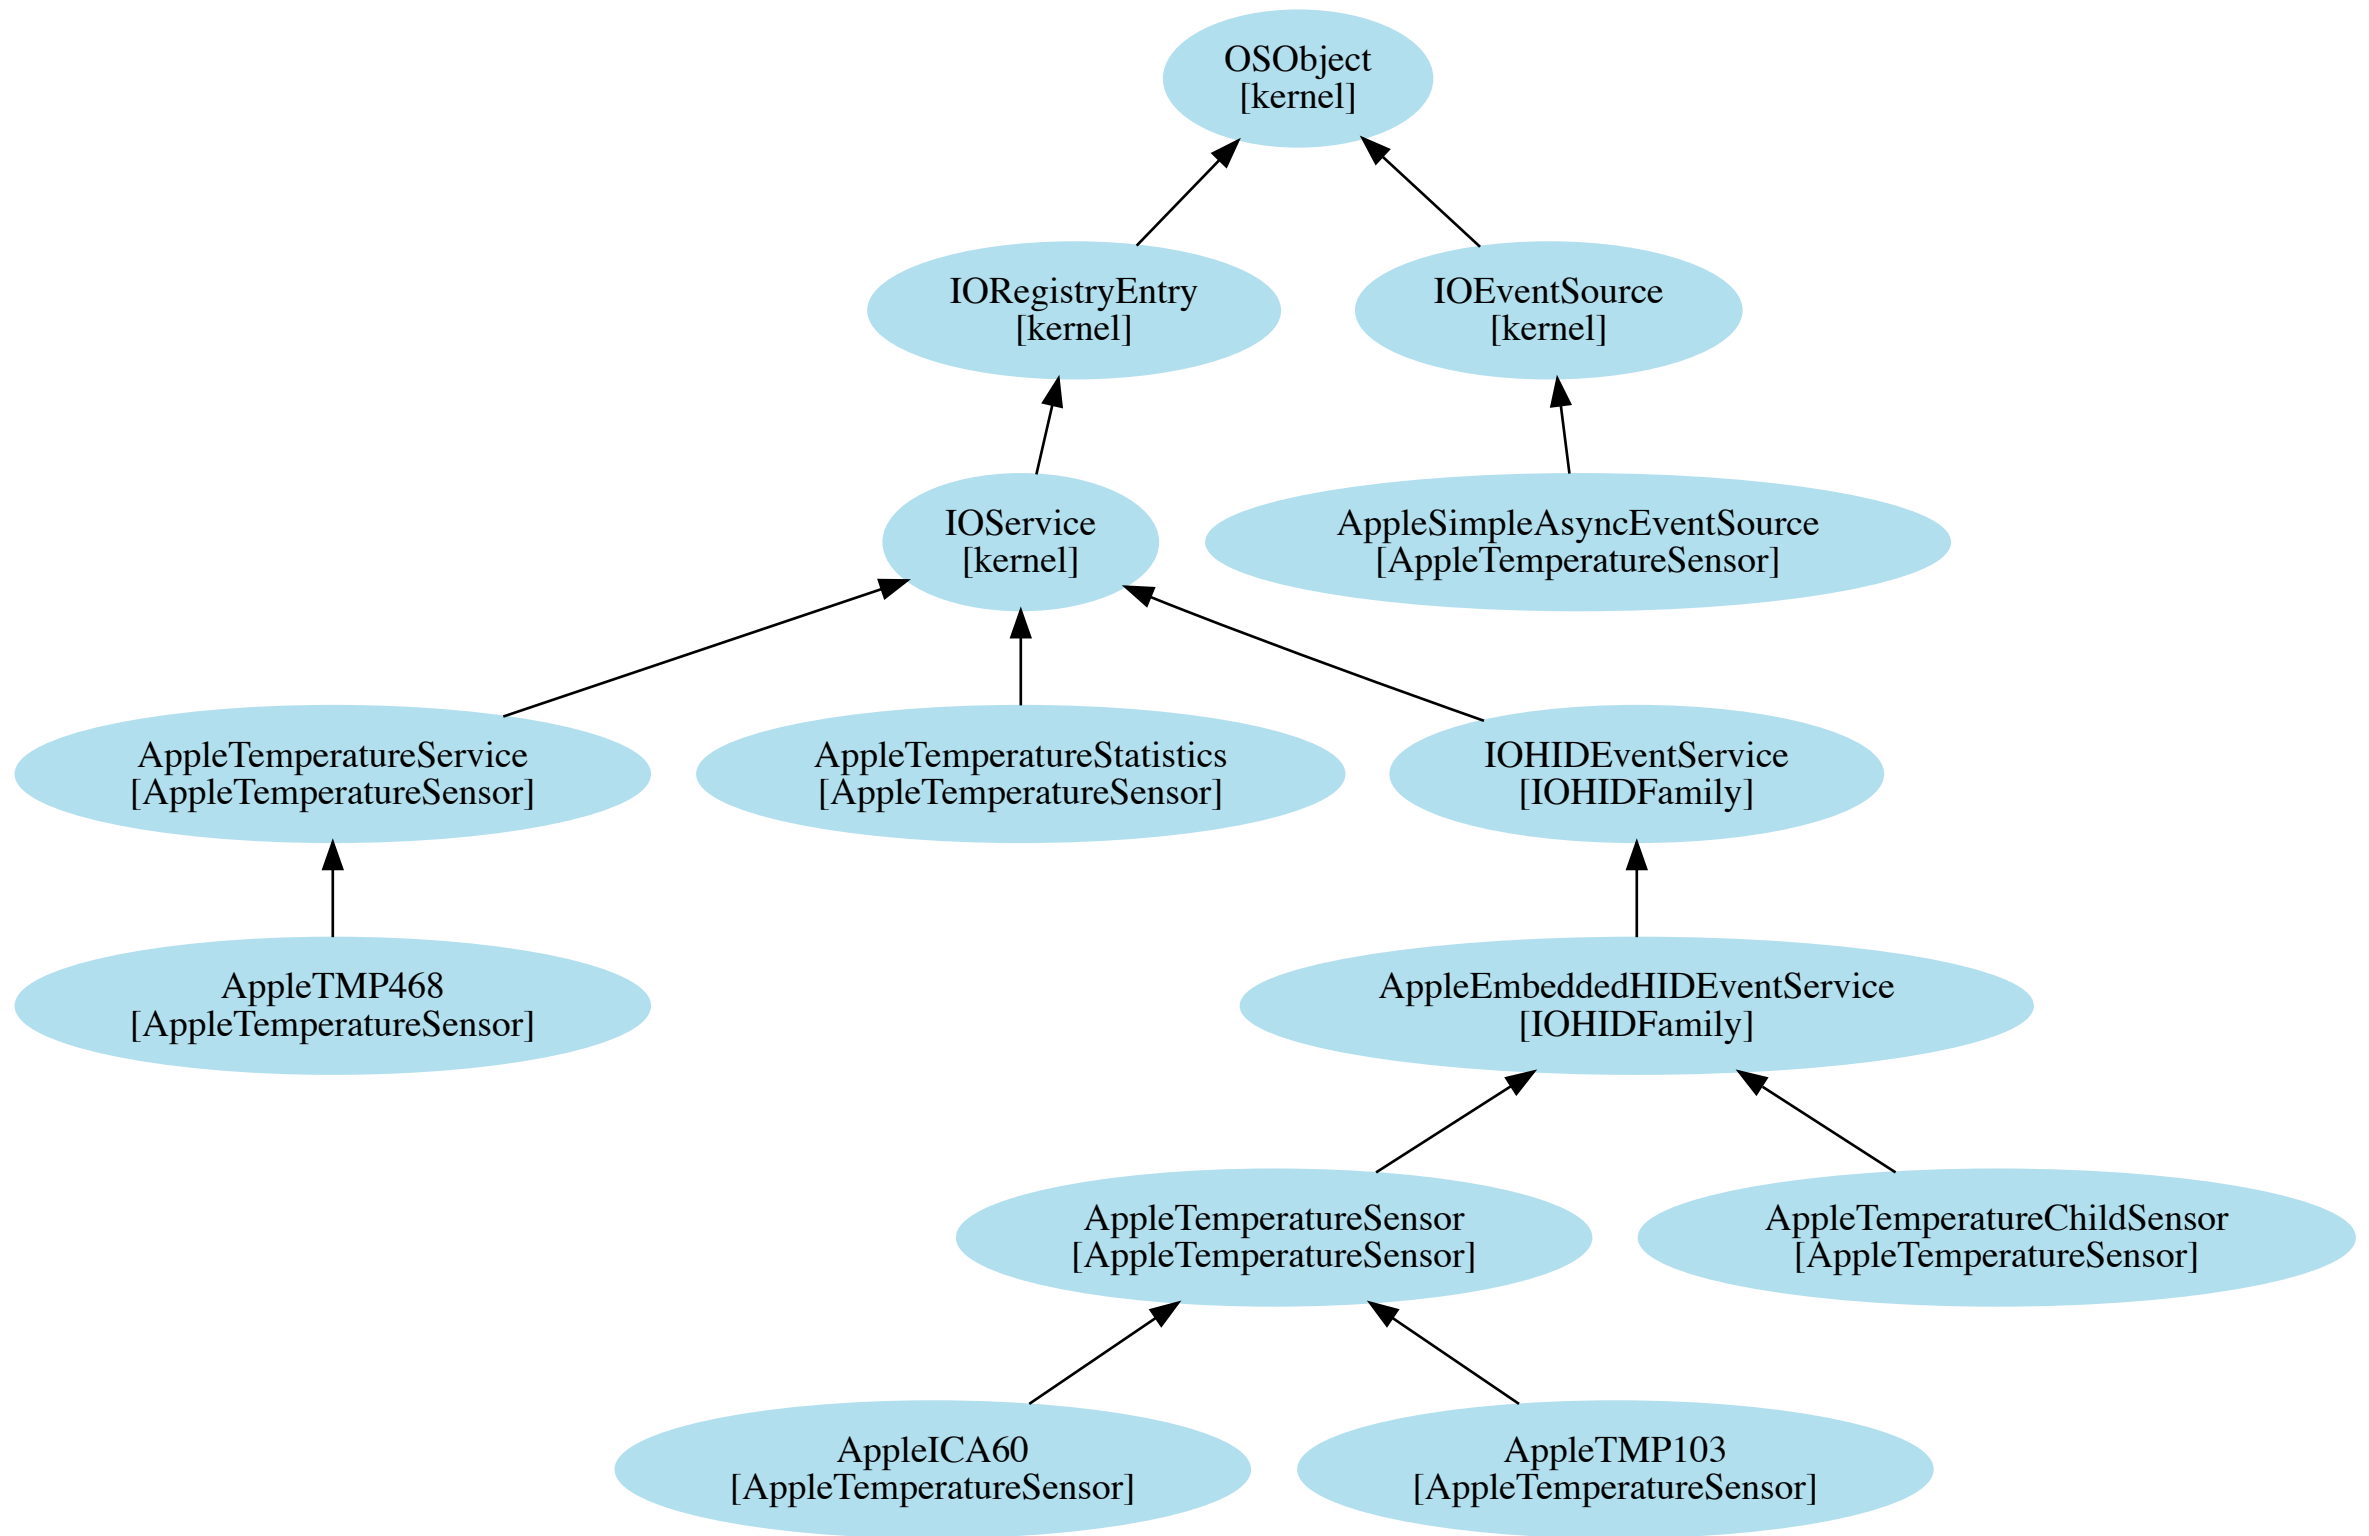 OSObject
[kernel]
IORegistryEntry
[kernel]
IOEventSource
[kernel]
IOService
[kernel]
AppleSimpleAsyncEventSource
[AppleTemperatureSensor]
AppleTemperatureService
[AppleTemperatureSensor]
AppleTemperatureStatistics
[AppleTemperatureSensor]
IOHIDEventService
[IOHIDFamily]
AppleTMP468
[AppleTemperatureSensor]
AppleEmbeddedHIDEventService
[IOHIDFamily]
AppleTemperatureSensor
[AppleTemperatureSensor]
AppleTemperatureChildSensor
[AppleTemperatureSensor]
AppleICA60
[AppleTemperatureSensor]
AppleTMP103
[AppleTemperatureSensor]